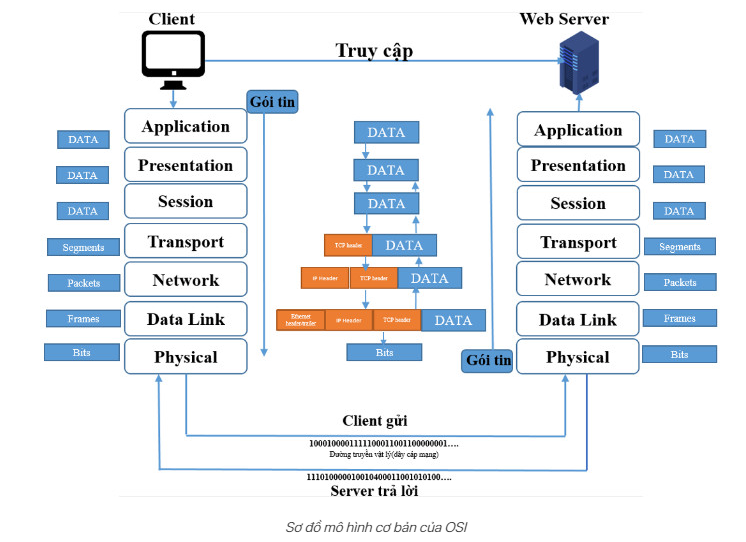 Client
Web Server
Truy cập
Gói tin
Application
Presentation
Session
Transport
Network
Data Link
Physical
DATA
DATA
DATA
Segments
Packets
Frames
Bits
DATA
DATA
DATA
TCP header DATA
IP Header TCP header DATA
Ethernet
header/trailer
IP Header TCP header DATA
Bits
Gói tin
Application
Presentation
Session
Transport
Network
Data Link
Physical
DATA
DATA
DATA
Segments
Packets
Frames
Bits
Client gửi
1000100001111100011001100000001….
Đường truyền vật lý(dây cáp mạng)
11101000001001040001100101010 0….
Server trả lời
Sơ đồ mô hình cơ bản của OSI